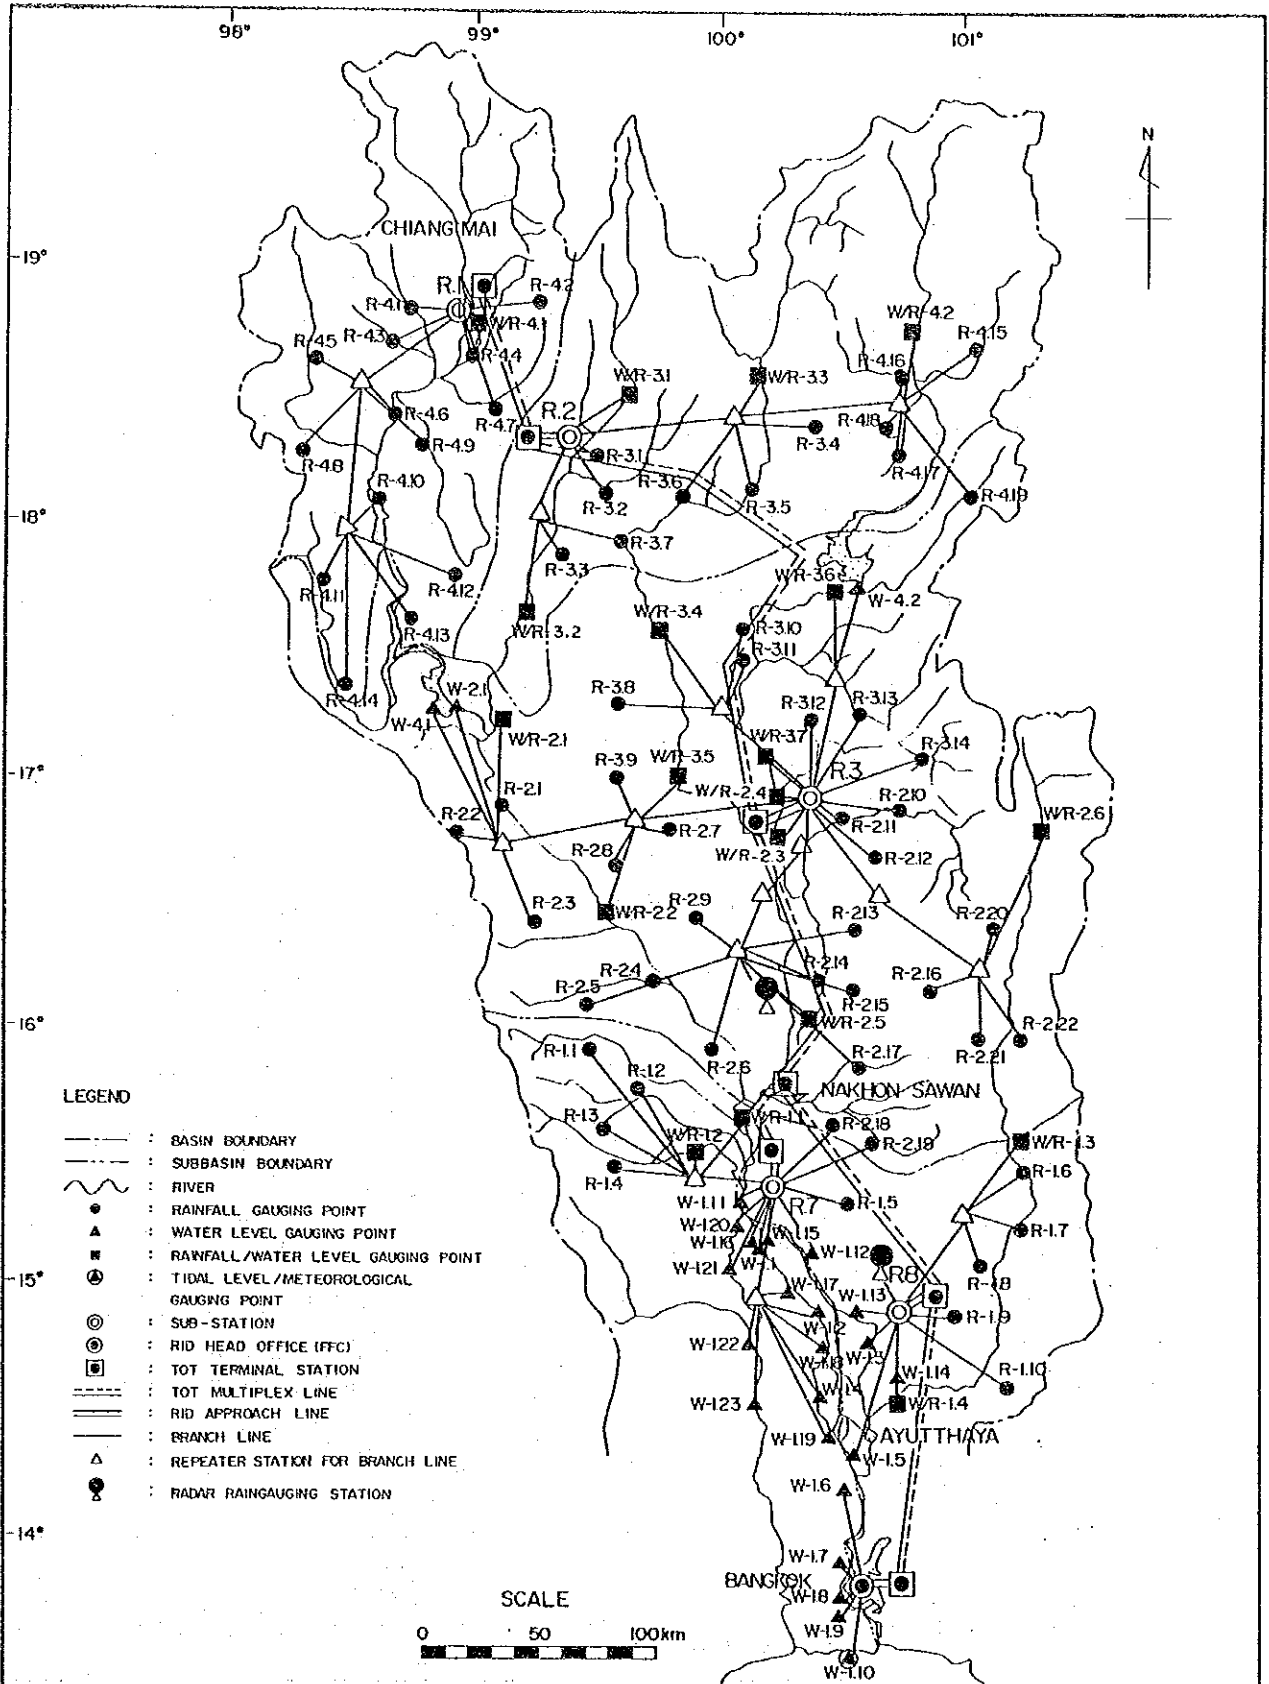 98° 99° 100° 101°
N
CHIANG MAI
19°
R.1
R-4.2
R-4.1
W/R-4.1
W/R-4.2
R-4.3
R-4.15
R-4.5
R-4.4
R-4.16
W/R-3.1
W/R-3.3
R-4.6
R-4.7
R.2
R-4.18
R-3.4
R-4.9
R-3.1
R-4.8
R-4.17
R-4.10
R-3.2
R-3.6
R-3.5
R-4.19
18°
R-3.7
R-3.3
R-4.12
W/R-3.6
R-4.11
W-4.2
W/R-3.4
R-4.13
W/R-3.2
R-3.10
R-3.11
R-4.14
W-2.1
R-3.8
R-3.12
R-3.13
W-4.1
W/R-2.1
W/R-3.7
R-3.14
17°
R-3.9
W/R-3.5
R.3
W/R-2.4
R-2.1
R-2.10
R-2.2
R-2.7
R-2.11
W/R-2.6
W/R-2.3
R-2.8
R-2.12
R-2.3
W/R-2.2
R-2.9
R-2.13
R-2.20
R-2.4
R-2.14
R-2.16
R-2.5
R-2.15
16°
W/R-2.5
R-2.22
R-1.1
R-2.6
R-2.17
R-2.21
R-1.2
NAKHON SAWAN
R-1.3
W/R-1.1
R-2.18
W/R-1.2
R-2.19
W/R-1.3
R-1.4
R-1.6
W-1.11
R.7
R-1.5
W-1.20
W-1.15
R-1.7
W-1.16
W-1.1
W-1.12
W-1.21
R8
R-1.8
15°
W-1.17
W-1.13
W-1.2
R-1.9
W-1.22
W-1.18
W-1.3
R-1.10
W-1.14
W-1.4
W-1.23
W/R-1.4
W-1.19
AYUTTHAYA
W-1.5
W-1.6
14°
W-1.7
BANGKOK
W-1.8
W-1.9
W-1.10
LEGEND
: BASIN BOUNDARY
: SUBBASIN BOUNDARY
: RIVER
: RAINFALL GAUGING POINT
: WATER LEVEL GAUGING POINT
: RAINFALL/WATER LEVEL GAUGING POINT
: TIDAL LEVEL/METEOROLOGICAL
GAUGING POINT
: SUB-STATION
: RID HEAD OFFICE (FFC)
: TOT TERMINAL STATION
: TOT MULTIPLEX LINE
: RID APPROACH LINE
: BRANCH LINE
: REPEATER STATION FOR BRANCH LINE
: RADAR RAINGAUGING STATION
SCALE
0 50 100km